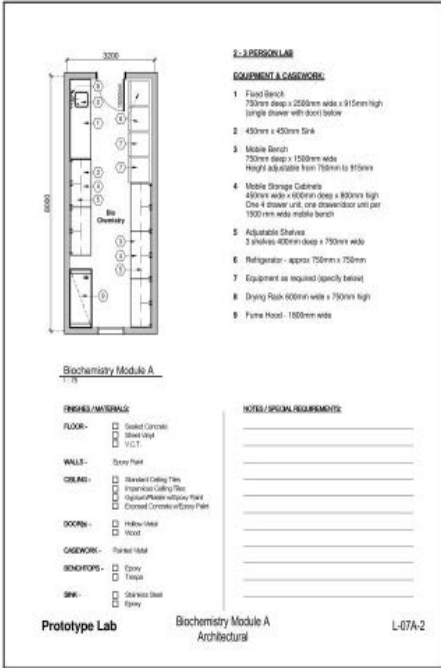 3200
8000
Bio
Chemistry
Biochemistry Module A
1 : 75
2 - 3 PERSON LAB
EQUIPMENT & CASEWORK:
1 Fixed Bench
750mm deep x 2500mm wide x 915mm high
(single drawer with door) below
2 450mm x 450mm Sink
3 Mobile Bench
750mm deep x 1500mm wide
Height adjustable from 750mm to 915mm
4 Mobile Storage Cabinets
450mm wide x 600mm deep x 800mm high
One 4 drawer unit, one drawer/door unit per
1500 mm wide mobile bench
5 Adjustable Shelves
3 shelves 400mm deep x 750mm wide
6 Refrigerator - approx 750mm x 750mm
7 Equipment as required (specify below)
8 Drying Rack 600mm wide x 750mm high
9 Fume Hood - 1800mm wide
FINISHES / MATERIALS:
FLOOR - Sealed Concrete
Sheet Vinyl
V.C.T.
WALLS - Epoxy Paint
CEILING - Standard Ceiling Tiles
Impervious Ceiling Tiles
Gypsum/Plaster w/Epoxy Paint
Exposed Concrete w/Epoxy Paint
DOOR(s) - Hollow Metal
Wood
CASEWORK - Painted Metal
BENCHTOPS - Epoxy
Trespa
SINK - Stainless Steel
Epoxy
NOTES / SPECIAL REQUIREMENTS:
Prototype Lab
Biochemistry Module A
Architectural
L-07A-2